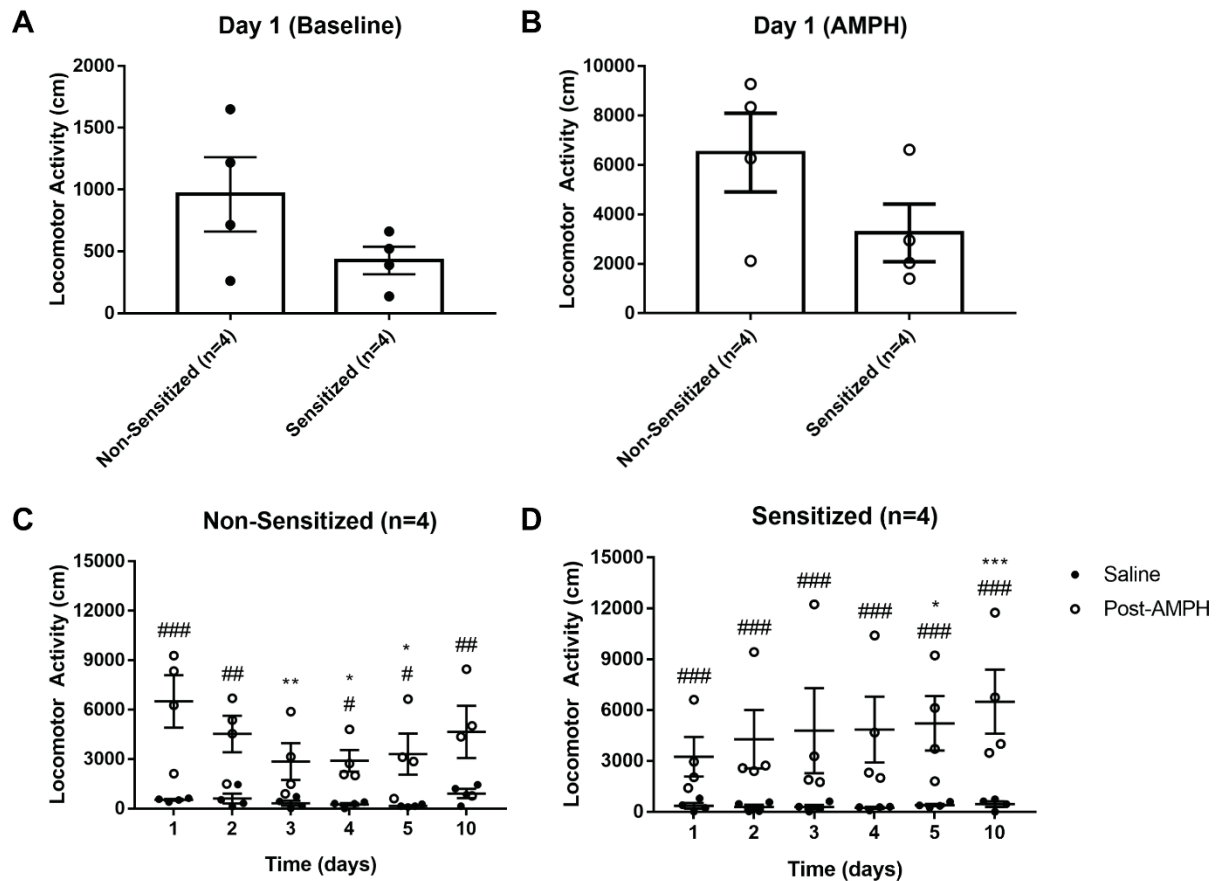 A
Day 1 (Baseline)
Locomotor Activity (cm)
2000
1500
1000
500
0
Non-Sensitized (n=4)
Sensitized (n=4)
B
Day 1 (AMPH)
Locomotor Activity (cm)
10000
8000
6000
4000
2000
0
Non-Sensitized (n=4)
Sensitized (n=4)
C
Non-Sensitized (n=4)
Locomotor Activity (cm)
15000
12000
9000
6000
3000
0
###
##
**
*
#
*
#
##
1 2 3 4 5 10
Time (days)
D
Sensitized (n=4)
Locomotor Activity (cm)
15000
12000
9000
6000
3000
0
###
###
###
###
*
###
***
###
1 2 3 4 5 10
Time (days)
Saline
Post-AMPH